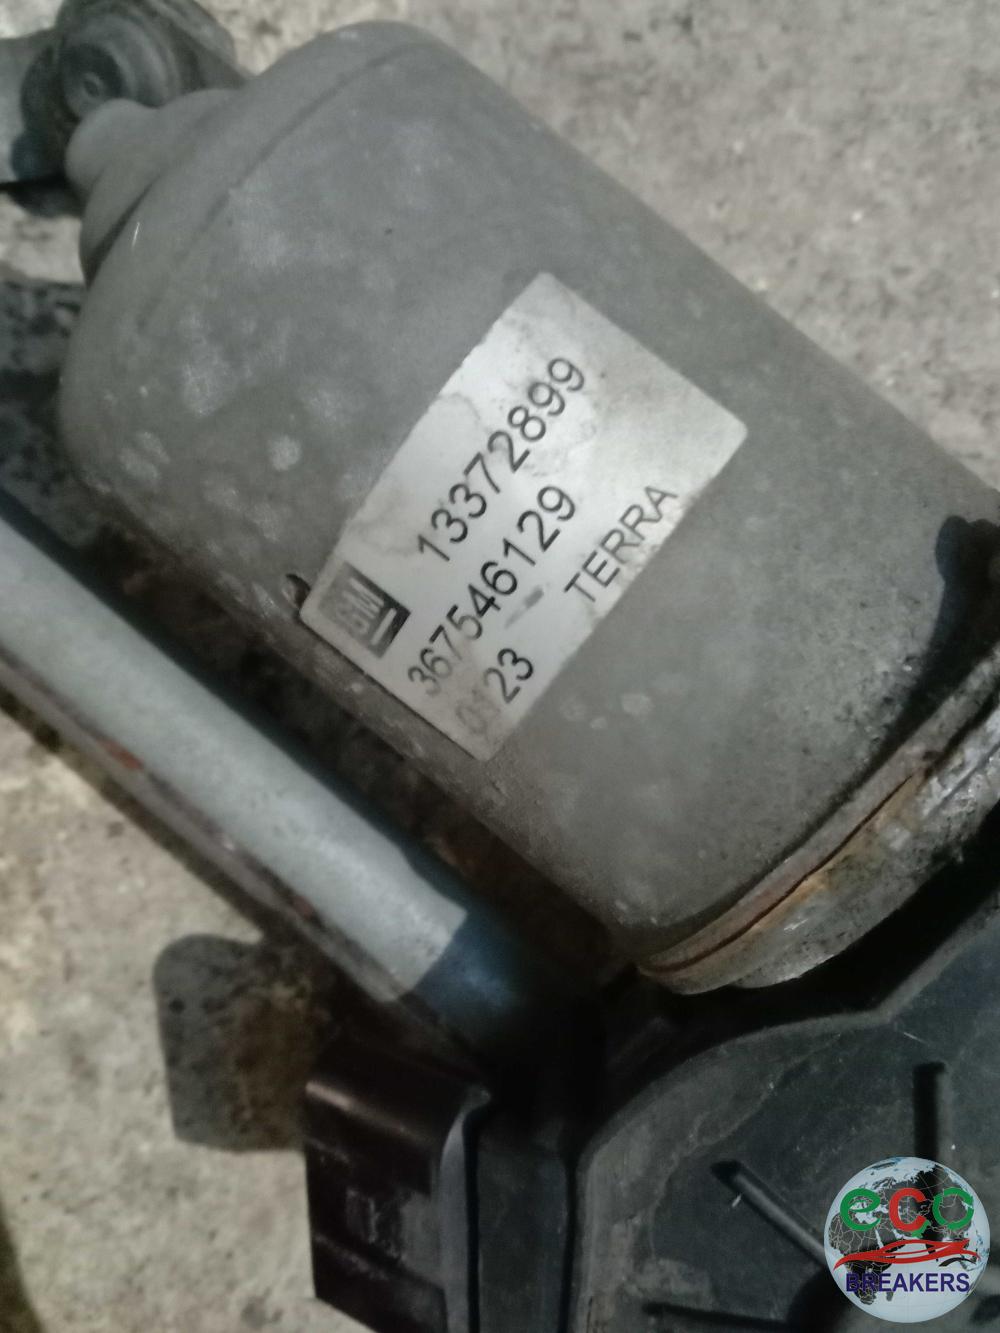 GM
13372899
367546129
23
TERRA
eco
BREAKERS